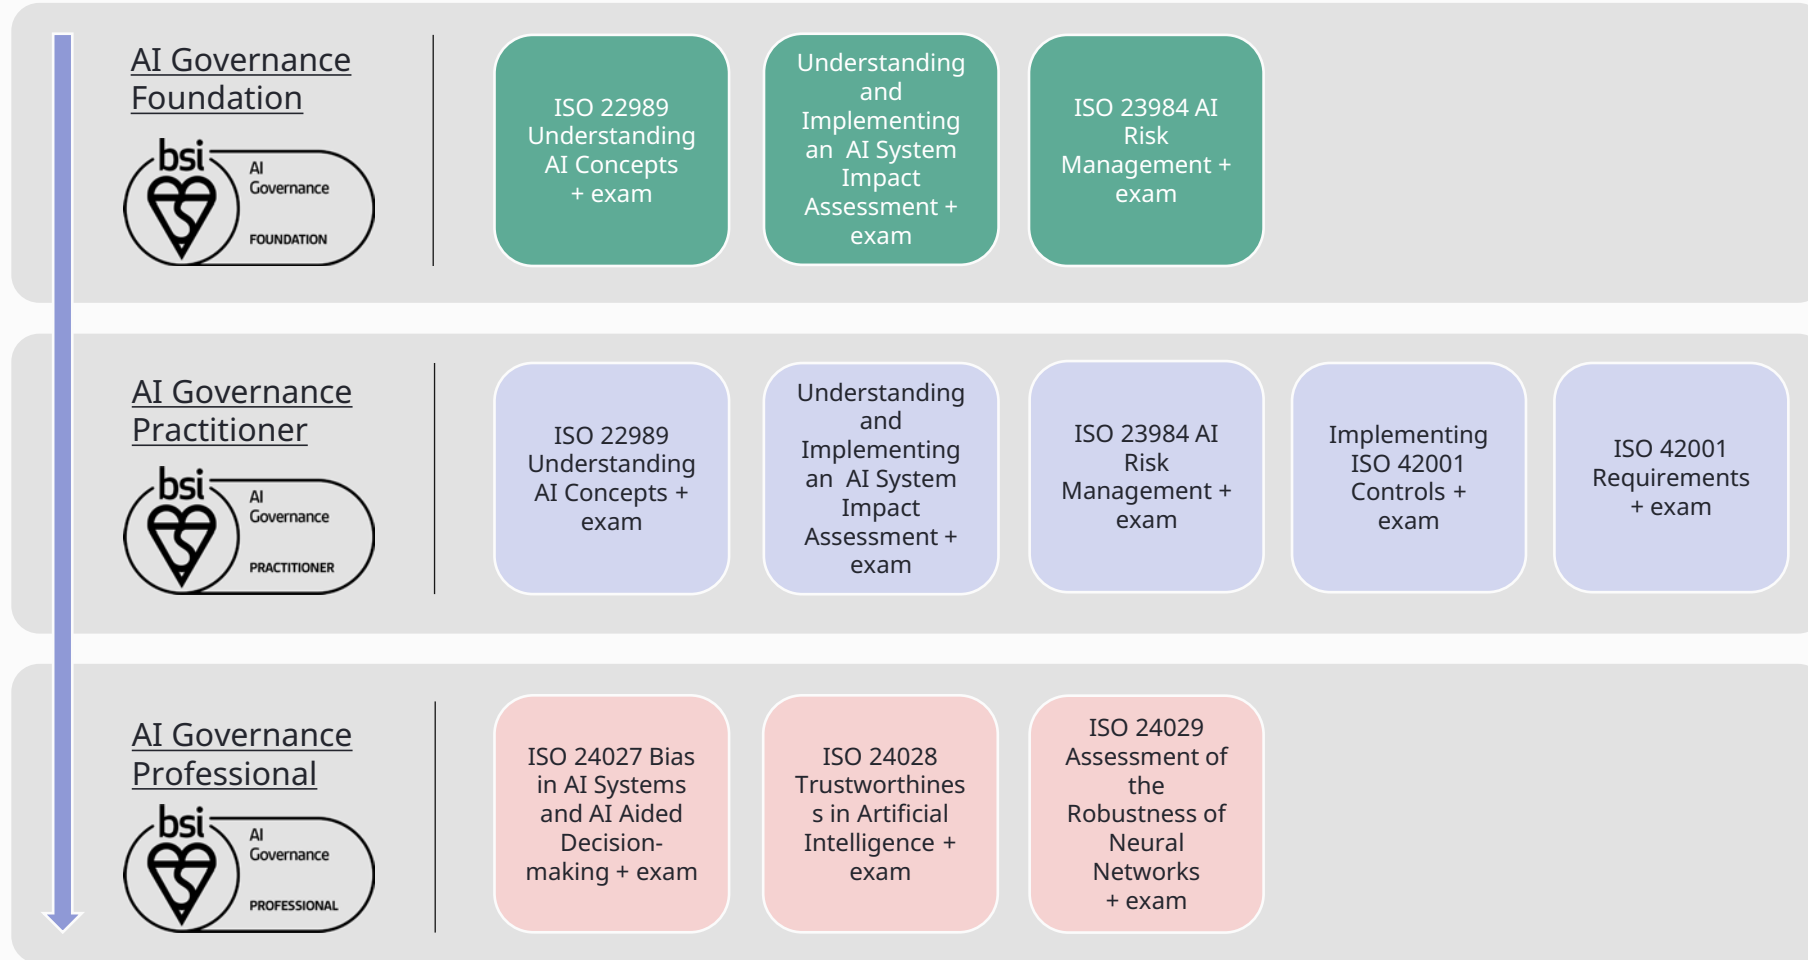 AI Governance
Foundation
bsi
AI
Governance
FOUNDATION
ISO 22989
Understanding
AI Concepts
+ exam
Understanding
and
Implementing
an  AI System
Impact
Assessment +
exam
ISO 23984 AI
Risk
Management +
exam
AI Governance
Practitioner
bsi
AI
Governance
PRACTITIONER
ISO 22989
Understanding
AI Concepts +
exam
Understanding
and
Implementing
an  AI System
Impact
Assessment +
exam
ISO 23984 AI
Risk
Management +
exam
Implementing
ISO 42001
Controls +
exam
ISO 42001
Requirements
+ exam
AI Governance
Professional
bsi
AI
Governance
PROFESSIONAL
ISO 24027 Bias
in AI Systems
and AI Aided
Decision-
making + exam
ISO 24028
Trustworthines
s in Artificial
Intelligence +
exam
ISO 24029
Assessment of
the
Robustness of
Neural
Networks
+ exam